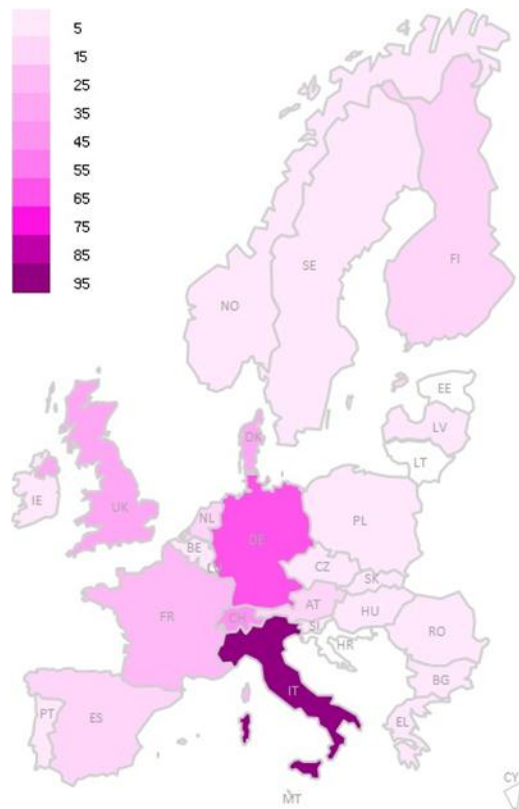 5
15
25
35
45
55
65
75
85
95
NO
SE
FI
EE
LV
LT
DK
IE
UK
NL
BE
DE
PL
CZ
SK
AT
HU
FR
CH
SI
HR
RO
BG
IT
PT
ES
EL
MT
CY